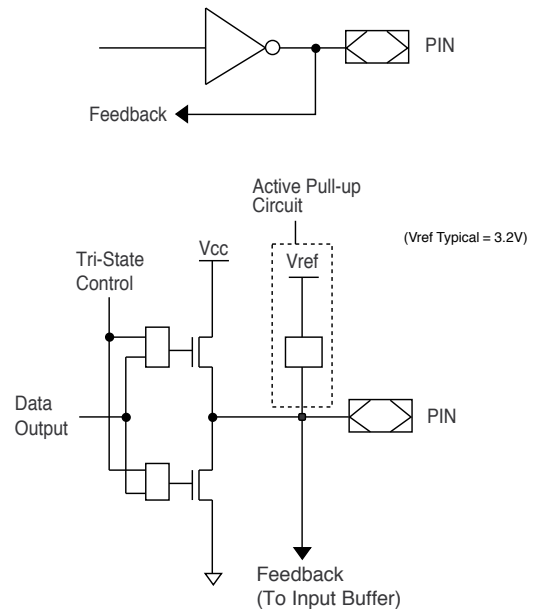 PIN
Feedback
Active Pull-up
Circuit
(Vref Typical = 3.2V)
Vcc
Vref
Tri-State
Control
Data
Output
PIN
Feedback
(To Input Buffer)